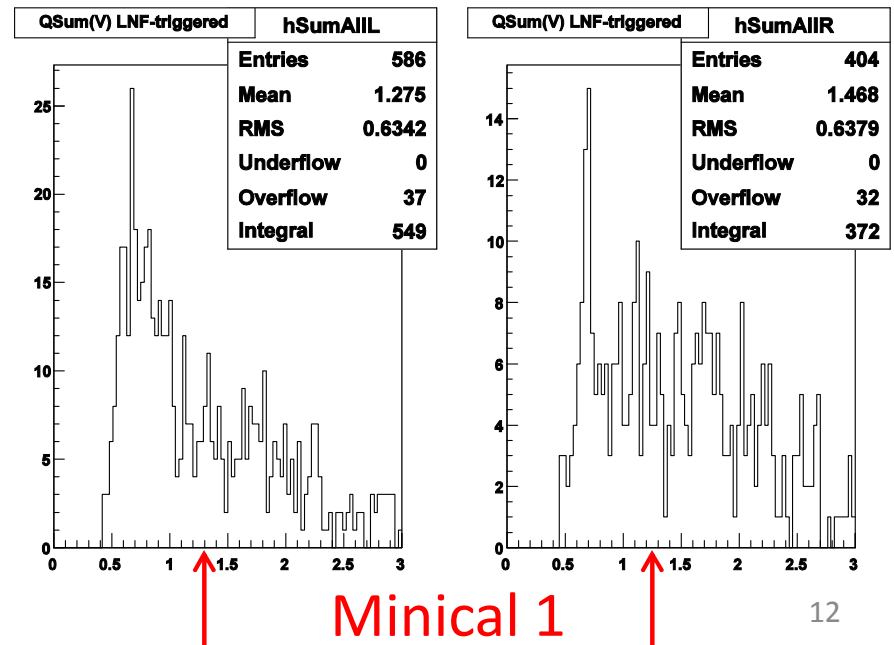 QSum(V) LNF-triggered
hSumAllL
Entries 586
Mean 1.275
RMS 0.6342
Underflow 0
Overflow 37
Integral 549
25
20
15
10
5
0
0 0.5 1 1.5 2 2.5 3
QSum(V) LNF-triggered
hSumAllR
Entries 404
Mean 1.468
RMS 0.6379
Underflow 0
Overflow 32
Integral 372
14
12
10
8
6
4
2
0
0 0.5 1 1.5 2 2.5 3
Minical 1
12